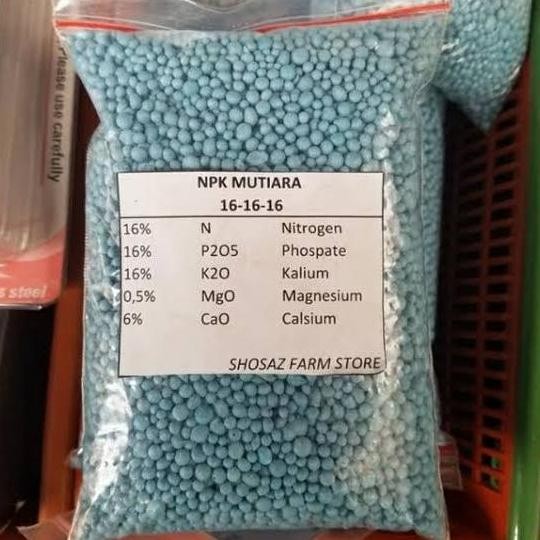 Please use carefully
s steel
NPK MUTIARA
16-16-16
16% N Nitrogen
16% P2O5 Phospate
16% K2O Kalium
0,5% MgO Magnesium
6% CaO Calsium
SHOSAZ FARM STORE